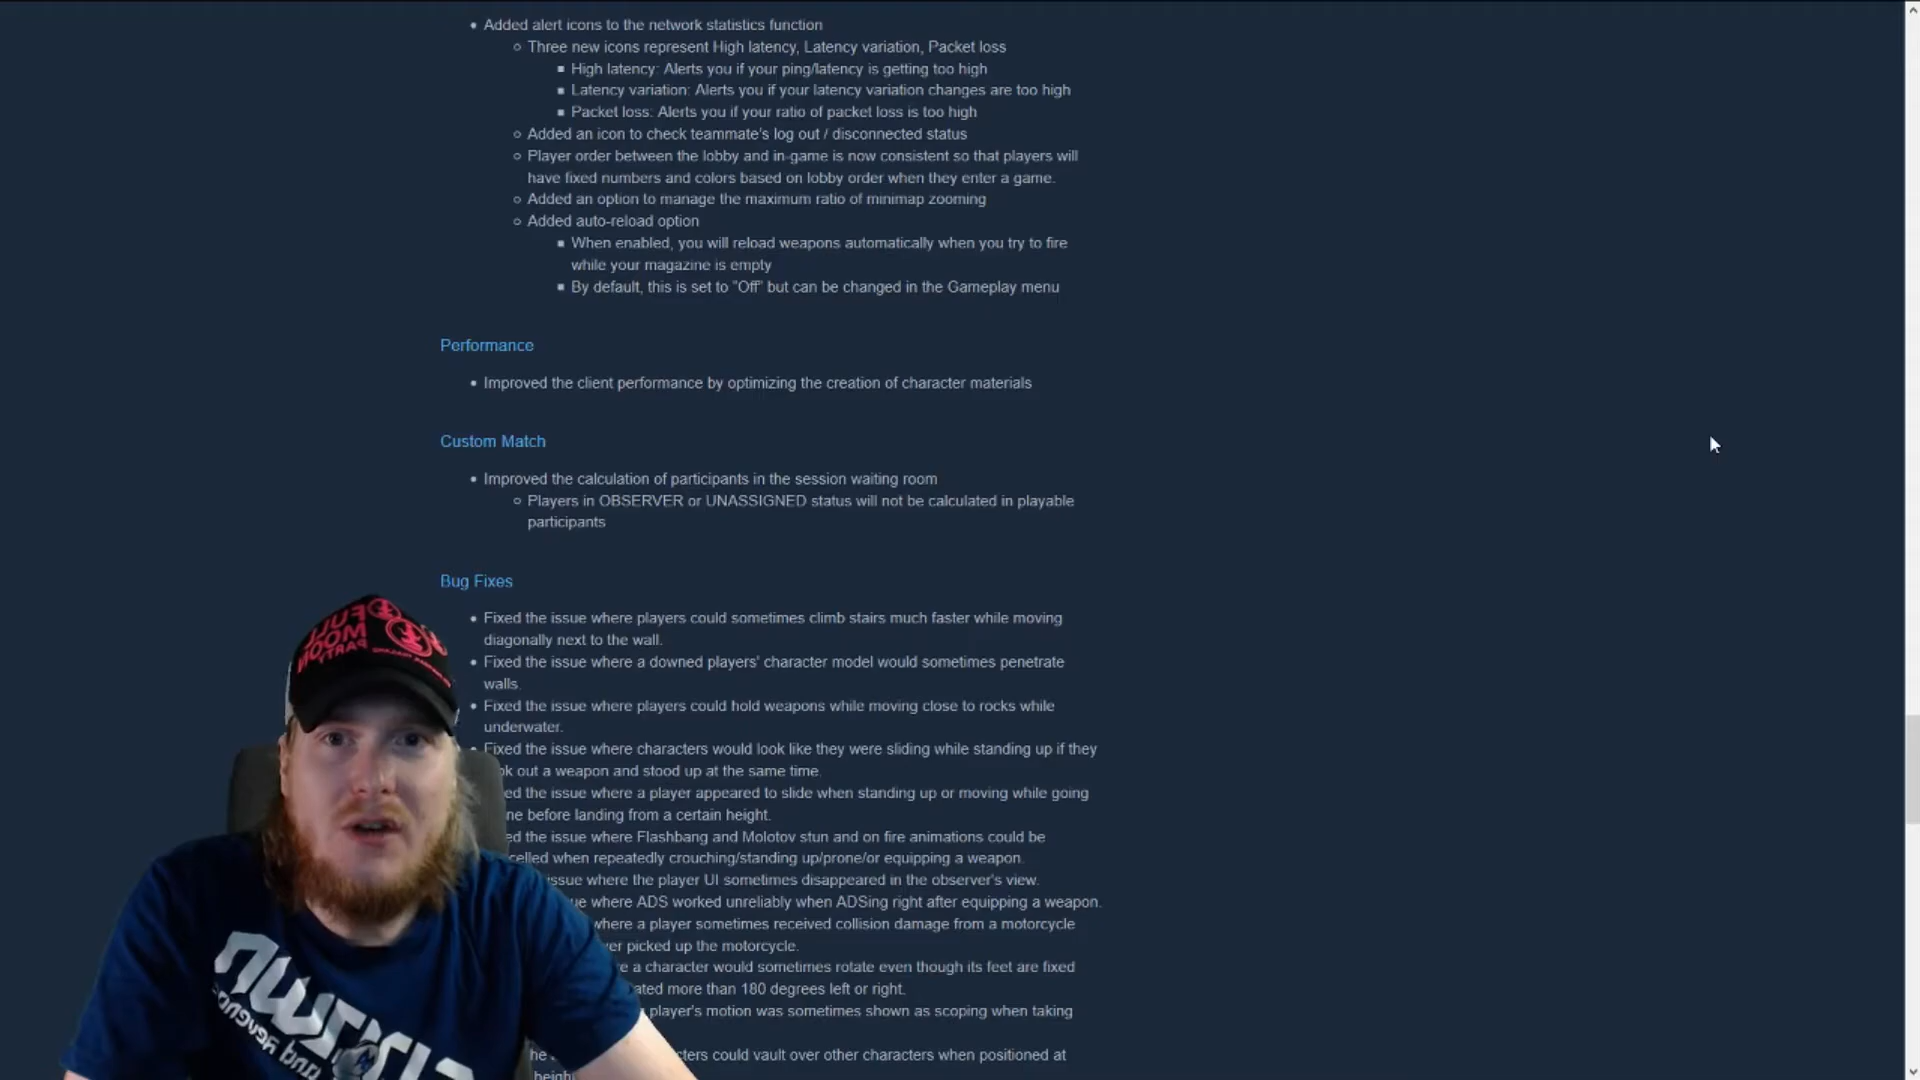 • Added alert icons to the network statistics function
○ Three new icons represent High latency, Latency variation, Packet loss
▪ High latency: Alerts you if your ping/latency is getting too high
▪ Latency variation: Alerts you if your latency variation changes are too high
▪ Packet loss: Alerts you if your ratio of packet loss is too high
○ Added an icon to check teammate's log out / disconnected status
○ Player order between the lobby and in-game is now consistent so that players will
have fixed numbers and colors based on lobby order when they enter a game.
○ Added an option to manage the maximum ratio of minimap zooming
○ Added auto-reload option
▪ When enabled, you will reload weapons automatically when you try to fire
while your magazine is empty
▪ By default, this is set to "Off" but can be changed in the Gameplay menu
Performance
• Improved the client performance by optimizing the creation of character materials
Custom Match
• Improved the calculation of participants in the session waiting room
○ Players in OBSERVER or UNASSIGNED status will not be calculated in playable
participants
Bug Fixes
• Fixed the issue where players could sometimes climb stairs much faster while moving
diagonally next to the wall.
• Fixed the issue where a downed players' character model would sometimes penetrate
walls.
• Fixed the issue where players could hold weapons while moving close to rocks while
underwater.
• Fixed the issue where characters would look like they were sliding while standing up if they
ok out a weapon and stood up at the same time.
ed the issue where a player appeared to slide when standing up or moving while going
ne before landing from a certain height.
ed the issue where Flashbang and Molotov stun and on fire animations could be
celled when repeatedly crouching/standing up/prone/or equipping a weapon.
issue where the player UI sometimes disappeared in the observer's view.
ue where ADS worked unreliably when ADSing right after equipping a weapon.
where a player sometimes received collision damage from a motorcycle
er picked up the motorcycle.
e a character would sometimes rotate even though its feet are fixed
ated more than 180 degrees left or right.
player's motion was sometimes shown as scoping when taking
he
cters could vault over other characters when positioned at
height
FULL
MOON
PARTY